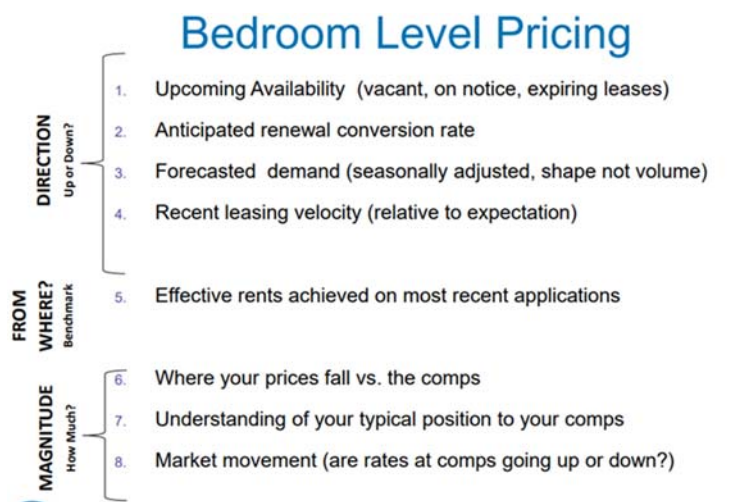 Bedroom Level Pricing
DIRECTION
Up or Down?
1. Upcoming Availability (vacant, on notice, expiring leases)
2. Anticipated renewal conversion rate
3. Forecasted demand (seasonally adjusted, shape not volume)
4. Recent leasing velocity (relative to expectation)
FROM
WHERE?
Benchmark
5. Effective rents achieved on most recent applications
MAGNITUDE
How Much?
6. Where your prices fall vs. the comps
7. Understanding of your typical position to your comps
8. Market movement (are rates at comps going up or down?)